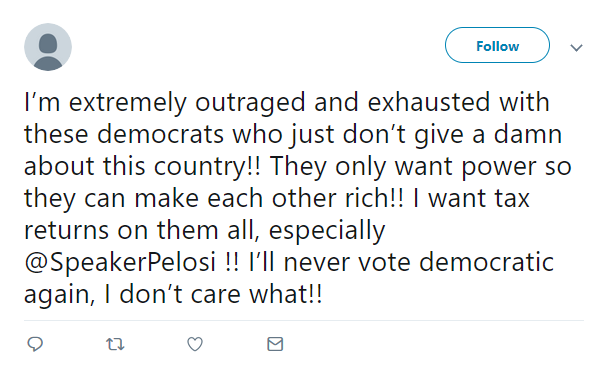 Follow
I’m extremely outraged and exhausted with
these democrats who just don’t give a damn
about this country!! They only want power so
they can make each other rich!! I want tax
returns on them all, especially
@SpeakerPelosi !! I’ll never vote democratic
again, I don’t care what!!